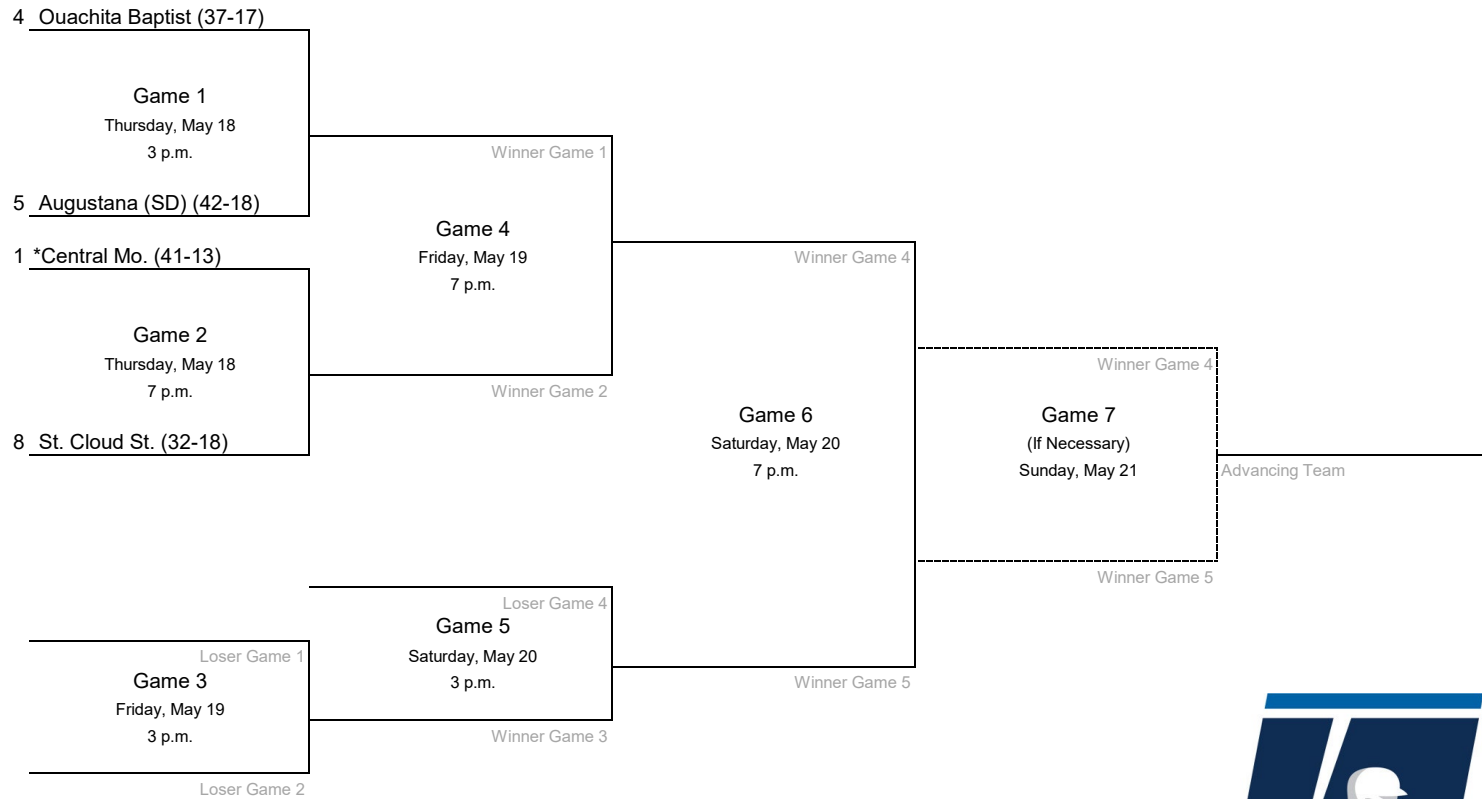 4 Ouachita Baptist (37-17)
Game 1
Thursday, May 18
3 p.m.
5 Augustana (SD) (42-18)
1 *Central Mo. (41-13)
Game 2
Thursday, May 18
7 p.m.
8 St. Cloud St. (32-18)
Winner Game 1
Game 4
Friday, May 19
7 p.m.
Winner Game 2
Winner Game 4
Game 6
Saturday, May 20
7 p.m.
Winner Game 5
Winner Game 4
Game 7
(If Necessary)
Sunday, May 21
Winner Game 5
Advancing Team
Loser Game 4
Game 5
Saturday, May 20
3 p.m.
Winner Game 3
Loser Game 1
Game 3
Friday, May 19
3 p.m.
Loser Game 2